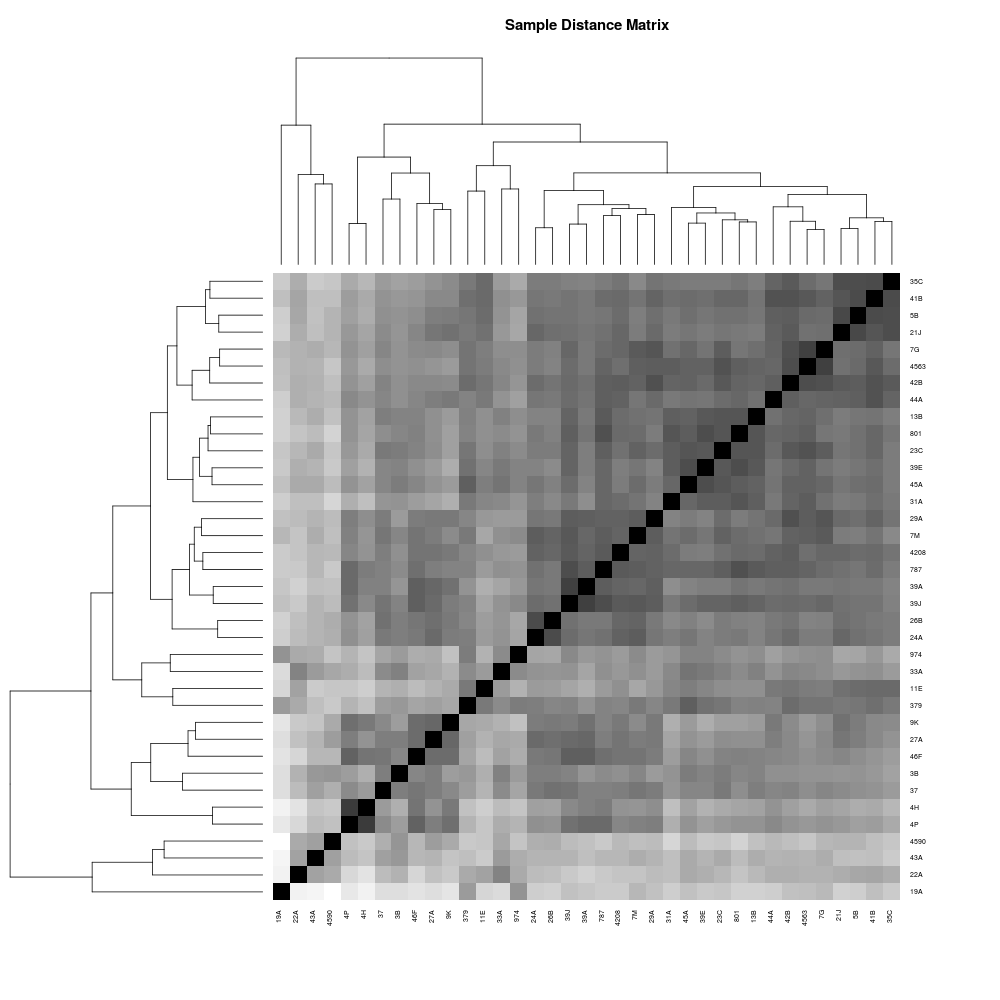 Sample Distance Matrix
35C
41B
5B
21J
7G
4563
42B
44A
13B
801
23C
39E
45A
31A
29A
7M
4208
787
39A
39J
26B
24A
974
33A
11E
379
9K
27A
46F
3B
37
4H
4P
4590
43A
22A
19A
19A 22A 43A 4590 4P 4H 37 3B 46F 27A 9K 379 11E 33A 974 24A 26B 39J 39A 787 4208 7M 29A 31A 45A 39E 23C 801 13B 44A 42B 4563 7G 21J 5B 41B 35C